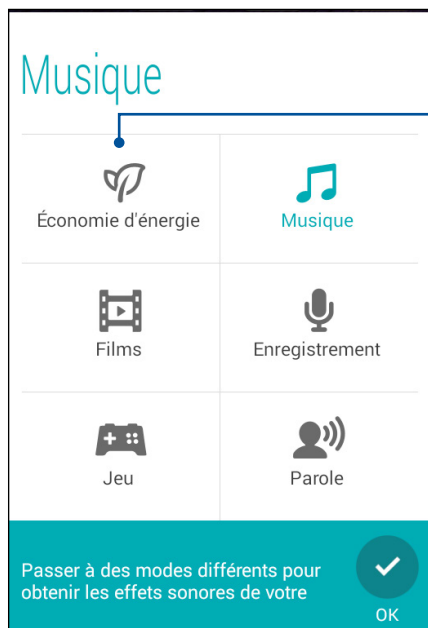 Musique
Économie d'énergie
Musique
Films
Enregistrement
Jeu
Parole
Passer à des modes différents pour
obtenir les effets sonores de votre
OK